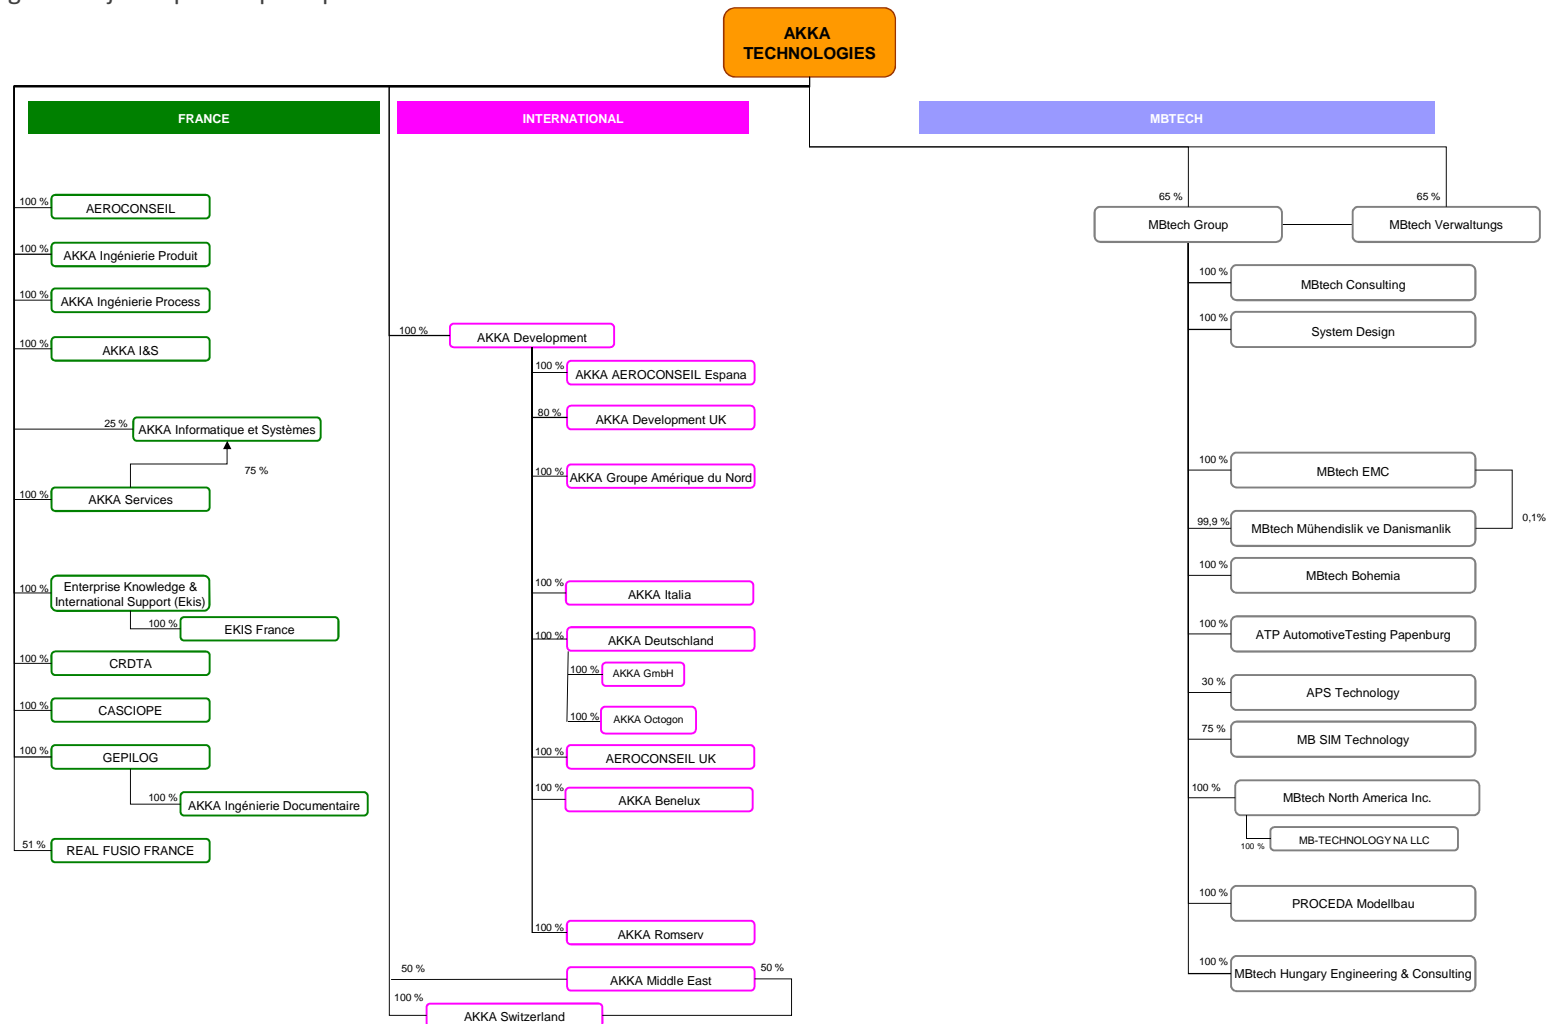 AKKA
TECHNOLOGIES
FRANCE
INTERNATIONAL
MBTECH
100 %
AEROCONSEIL
100 %
AKKA Ingénierie Produit
100 %
AKKA Ingénierie Process
100 %
AKKA I&S
25 %
AKKA Informatique et Systèmes
75 %
100 %
AKKA Services
100 %
Enterprise Knowledge &
International Support (Ekis)
100 %
EKIS France
100 %
CRDTA
100 %
CASCIOPE
100 %
GEPILOG
100 %
AKKA Ingénierie Documentaire
51 %
REAL FUSIO FRANCE
100 %
AKKA Development
100 %
AKKA AEROCONSEIL Espana
80 %
AKKA Development UK
100 %
AKKA Groupe Amérique du Nord
100 %
AKKA Italia
100 %
AKKA Deutschland
100 %
AKKA GmbH
100 %
AKKA Octogon
100 %
AEROCONSEIL UK
100 %
AKKA Benelux
100 %
AKKA Romserv
50 %
AKKA Middle East
50 %
100 %
AKKA Switzerland
65 %
MBtech Group
65 %
MBtech Verwaltungs
100 %
MBtech Consulting
100 %
System Design
100 %
MBtech EMC
0,1%
99,9 %
MBtech Mühendislik ve Danismanlik
100 %
MBtech Bohemia
100 %
ATP AutomotiveTesting Papenburg
30 %
APS Technology
75 %
MB SIM Technology
100 %
MBtech North America Inc.
100 %
MB-TECHNOLOGY NA LLC
100 %
PROCEDA Modellbau
100 %
MBtech Hungary Engineering & Consulting